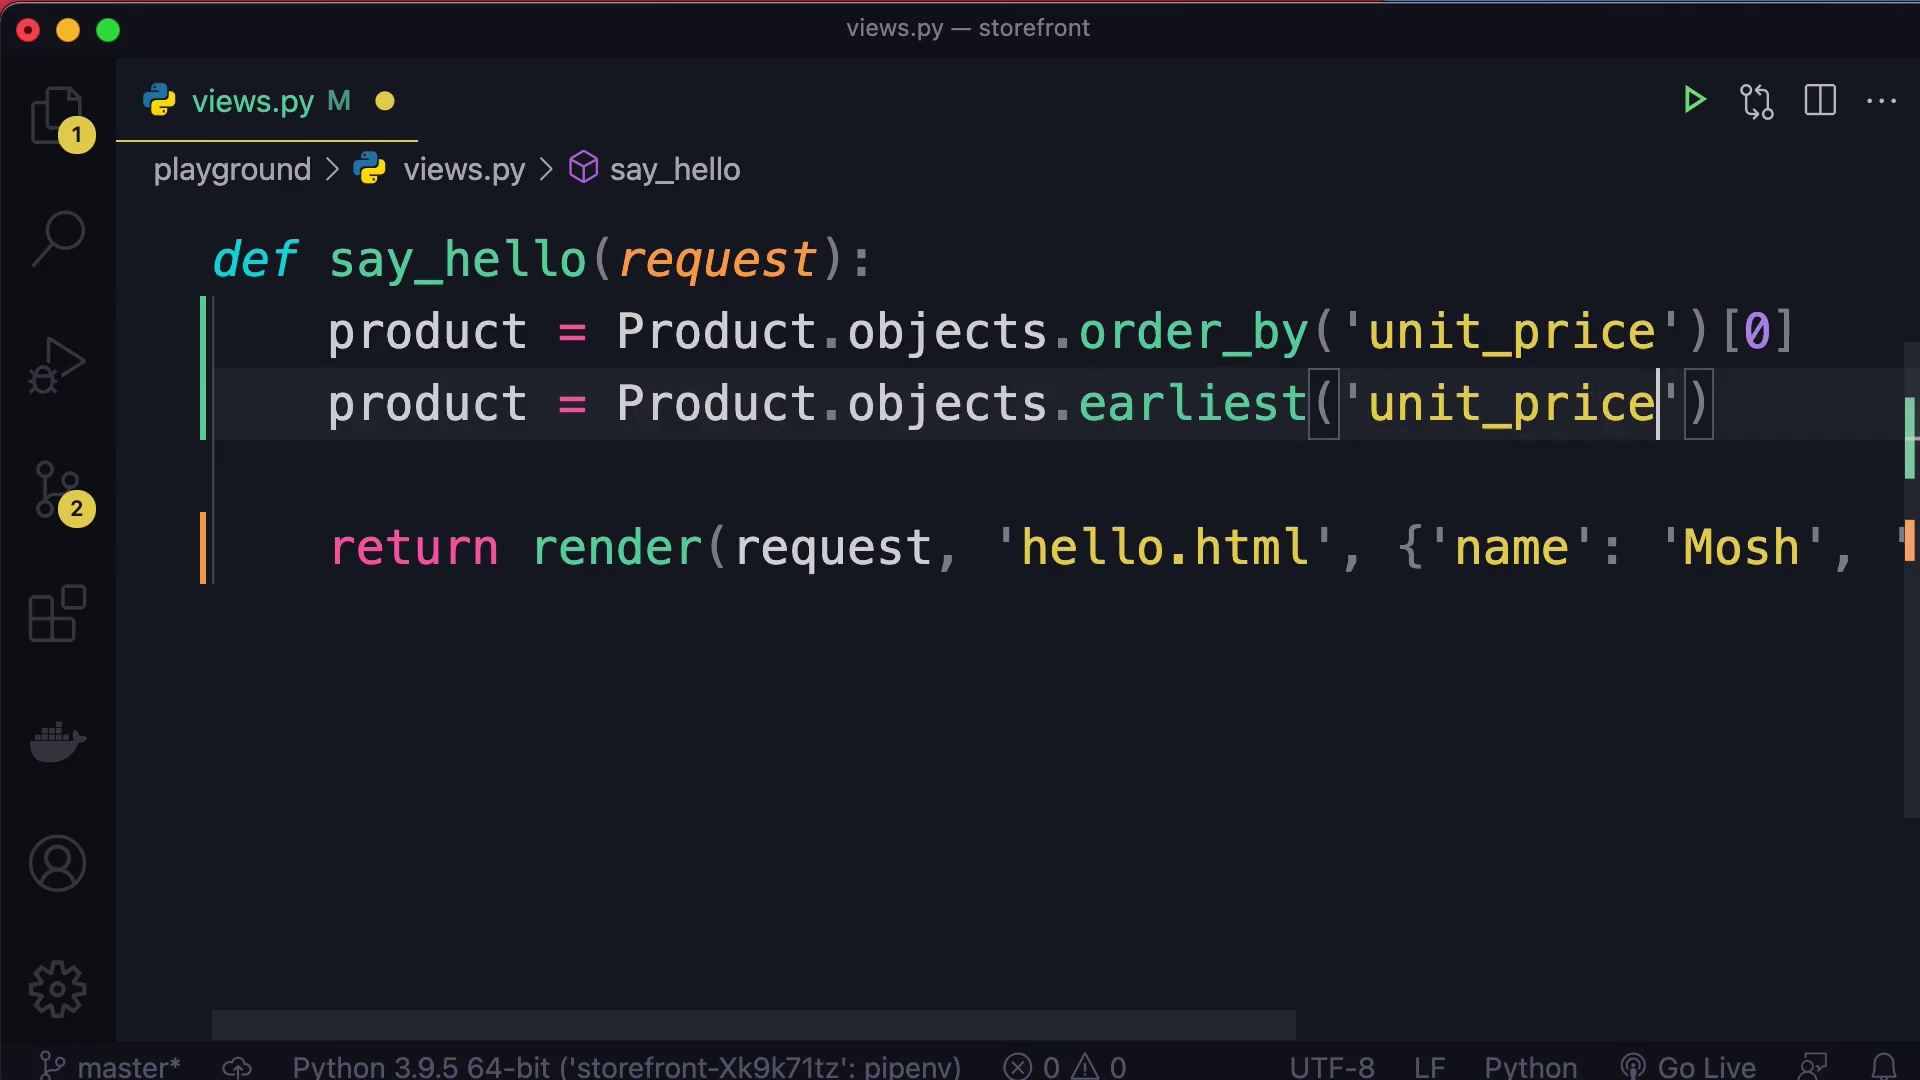 views.py — storefront
views.py M
1
playground > views.py > say_hello
def say_hello(request):
product = Product.objects.order_by('unit_price')[0]
product = Product.objects.earliest('unit_price')
2
return render(request, 'hello.html', {'name': 'Mosh', '
master* Python 3.9.5 64-bit ('storefront-Xk9k71tz': pipenv) 0 0 UTF-8 LF Python Go Live